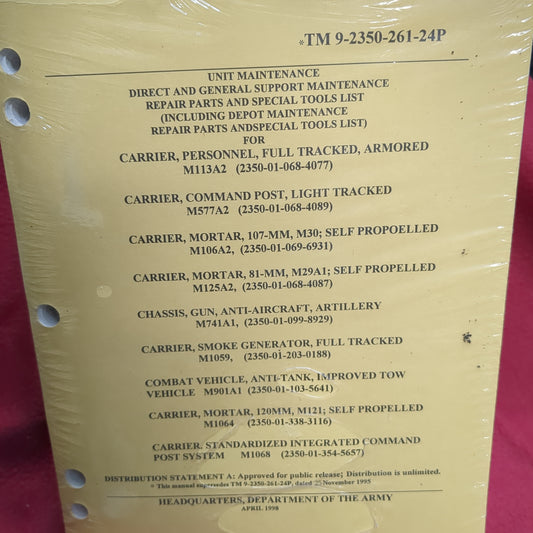 *TM 9-2350-261-24P
UNIT MAINTENANCE
DIRECT AND GENERAL SUPPORT MAINTENANCE
REPAIR PARTS AND SPECIAL TOOLS LIST
(INCLUDING DEPOT MAINTENANCE
REPAIR PARTS ANDSPECIAL TOOLS LIST)
FOR
CARRIER, PERSONNEL, FULL TRACKED, ARMORED
M113A2 (2350-01-068-4077)
CARRIER, COMMAND POST, LIGHT TRACKED
M577A2 (2350-01-068-4089)
CARRIER, MORTAR, 107-MM, M30; SELF PROPOELLED
M106A2, (2350-01-069-6931)
CARRIER, MORTAR, 81-MM, M29A1; SELF PROPELLED
M125A2, (2350-01-068-4087)
CHASSIS, GUN, ANTI-AIRCRAFT, ARTILLERY
M741A1, (2350-01-099-8929)
CARRIER, SMOKE GENERATOR, FULL TRACKED
M1059, (2350-01-203-0188)
COMBAT VEHICLE, ANTI-TANK, IMPROVED TOW
VEHICLE M901A1 (2350-01-103-5641)
CARRIER, MORTAR, 120MM, M121; SELF PROPELLED
M1064 (2350-01-338-3116)
CARRIER. STANDARDIZED INTEGRATED COMMAND
POST SYSTEM M1068 (2350-01-354-5657)
DISTRIBUTION STATEMENT A: Approved for public release; Distribution is unlimited.
* This manual supersedes TM 9-2350-261-24P, dated 25 November 1995
HEADQUARTERS, DEPARTMENT OF THE ARMY
APRIL 1998